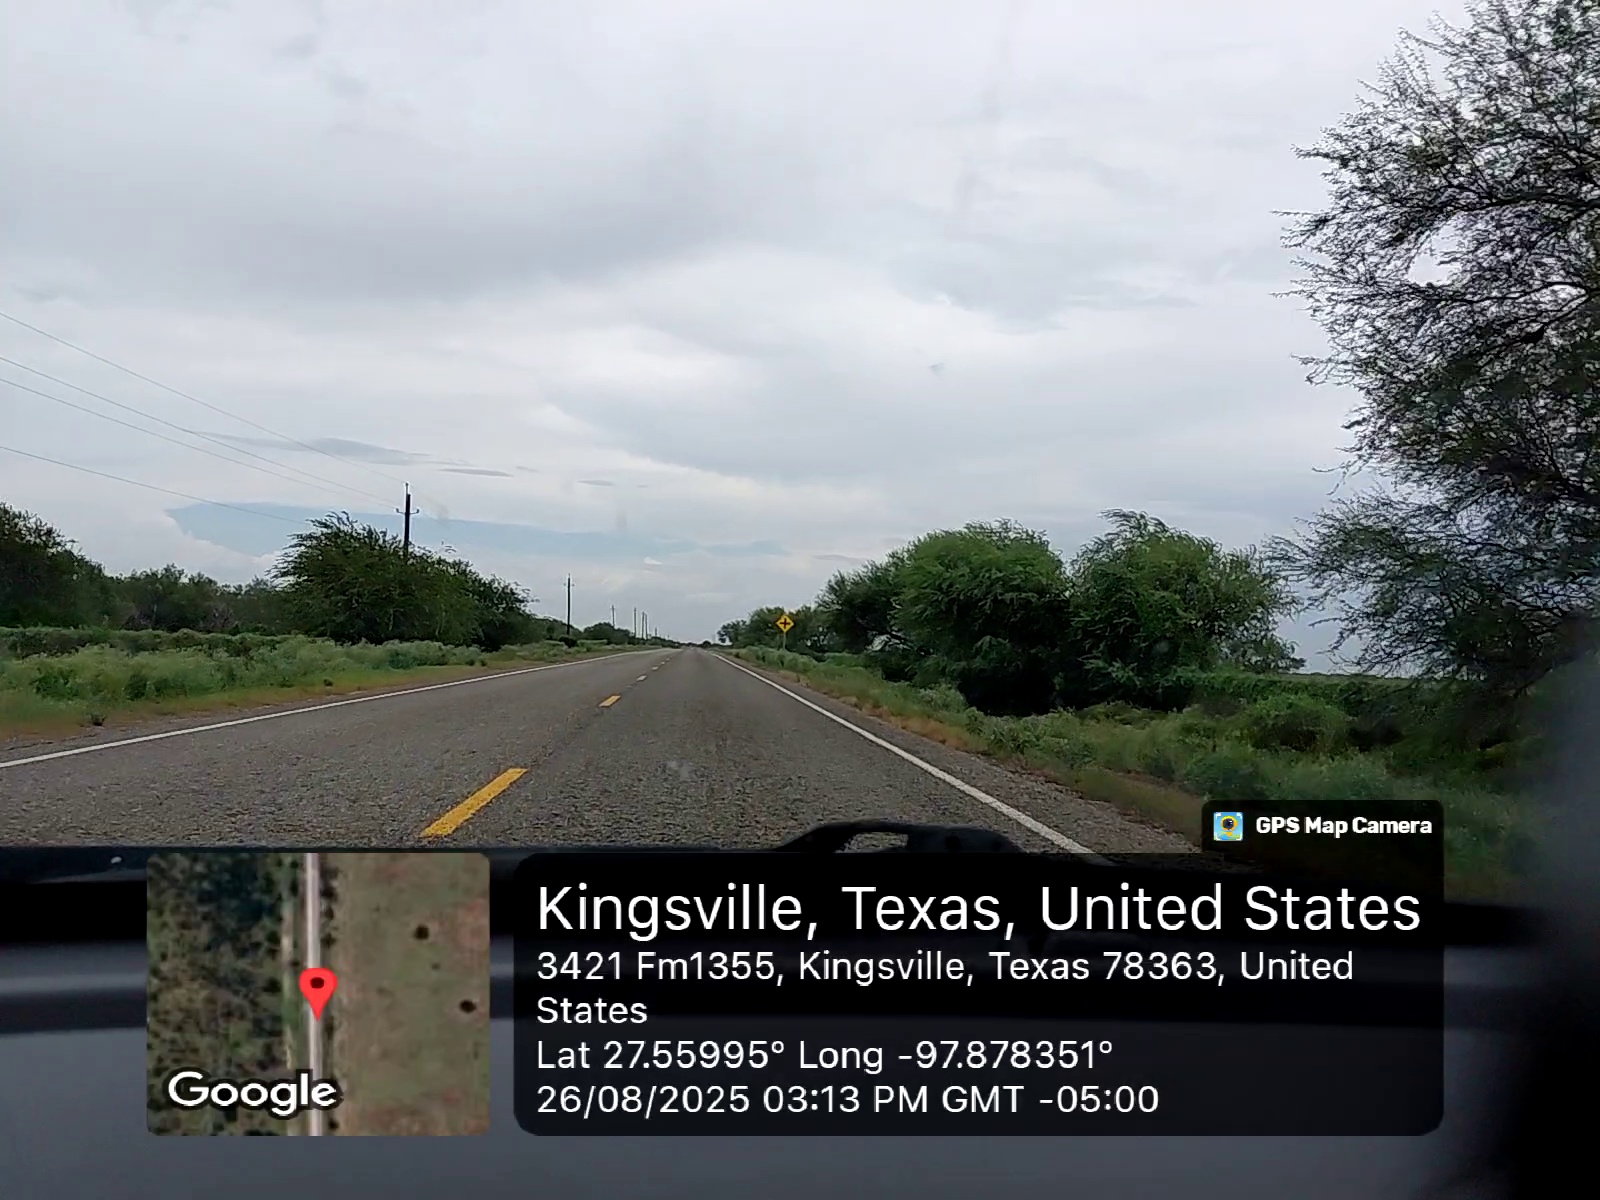 GPS Map Camera
Kingsville, Texas, United States
3421 Fm1355, Kingsville, Texas 78363, United
States
Lat 27.55995° Long -97.878351°
26/08/2025 03:13 PM GMT -05:00
Google